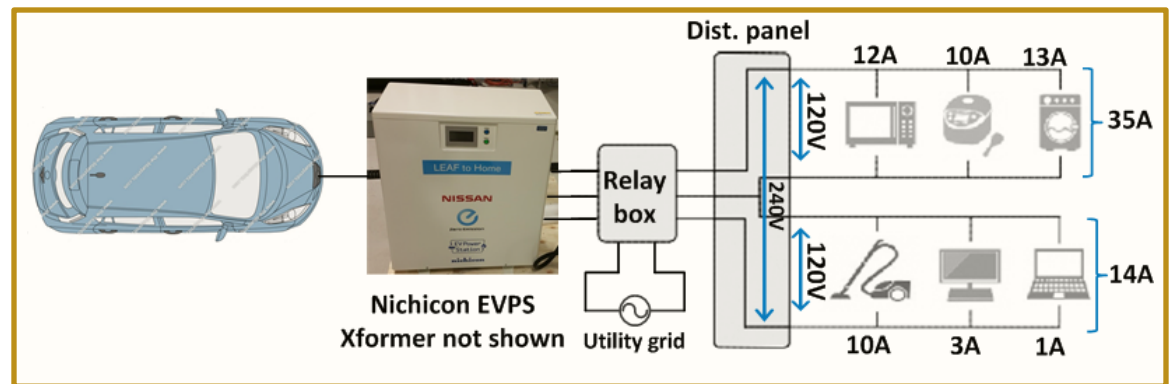 Dist. panel
12A
10A
13A
120V
35A
240V
120V
14A
10A
3A
1A
LEAF to Home
NISSAN
Relay
box
Nichicon EVPS
Xformer not shown
Utility grid